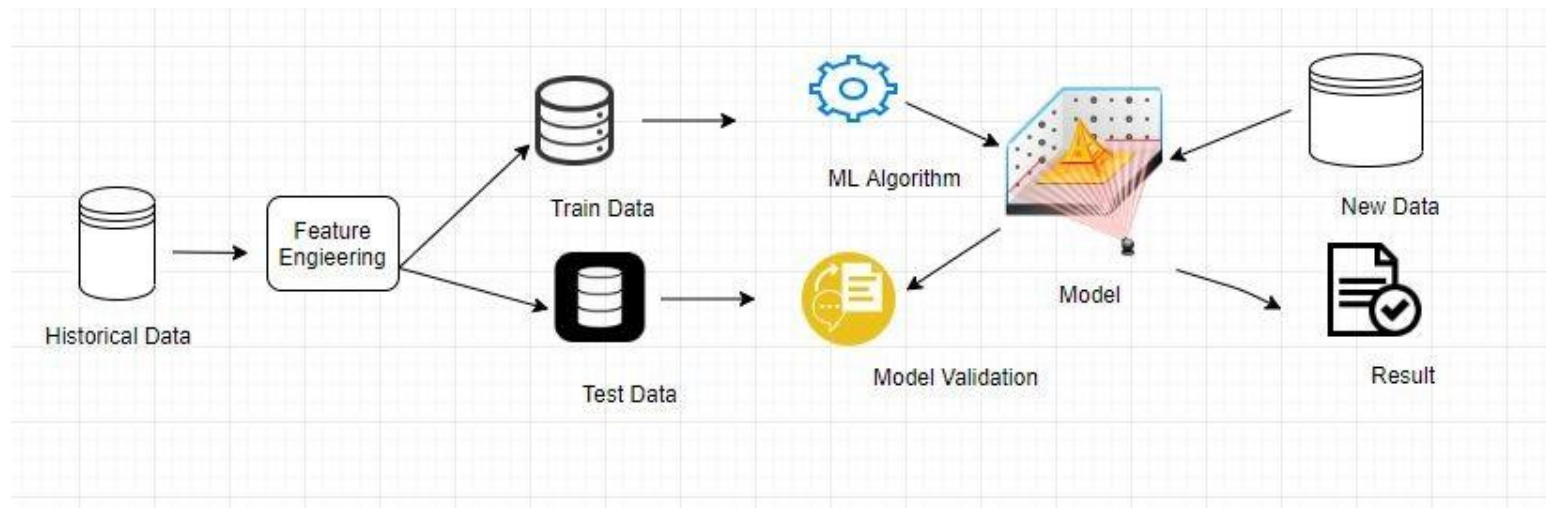 Historical Data
Feature
Engieering
Train Data
Test Data
ML Algorithm
Model Validation
Model
New Data
Result